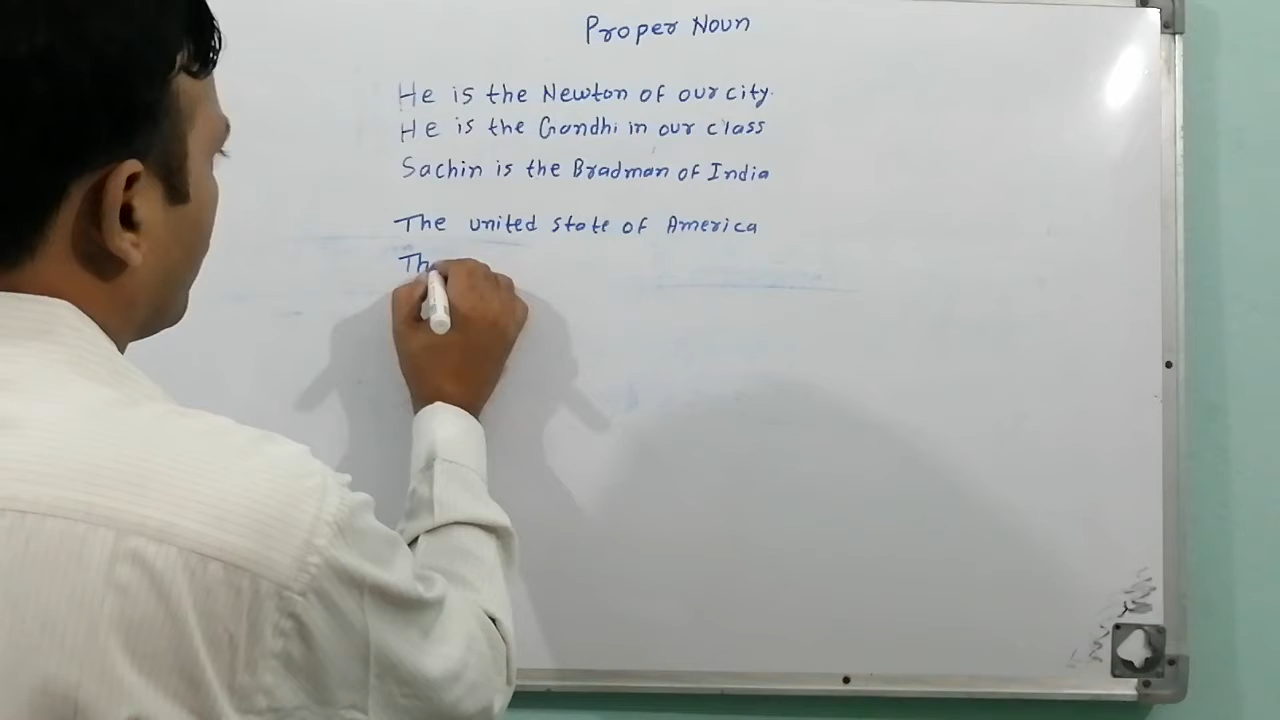 Proper Noun
He is the Newton of our city.
He is the Gandhi in our class
Sachin is the Bradman of India
The united state of America
Th